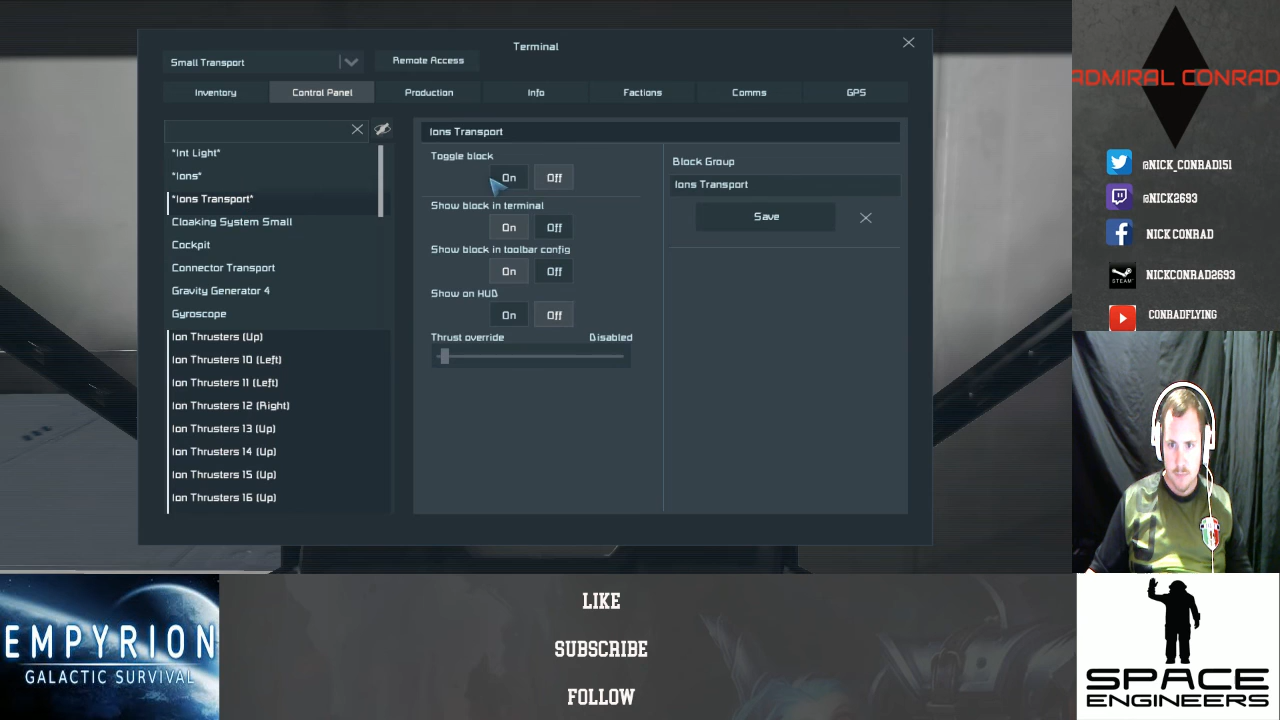 Terminal
Small Transport
Remote Access
Inventory
Control Panel
Production
Info
Factions
Comms
GPS
*Int Light*
*Ions*
*Ions Transport*
Cloaking System Small
Cockpit
Connector Transport
Gravity Generator 4
Gyroscope
Ion Thrusters (Up)
Ion Thrusters 10 (Left)
Ion Thrusters 11 (Left)
Ion Thrusters 12 (Right)
Ion Thrusters 13 (Up)
Ion Thrusters 14 (Up)
Ion Thrusters 15 (Up)
Ion Thrusters 16 (Up)
Ions Transport
Toggle block
On Off
Show block in terminal
On Off
Show block in toolbar config
On Off
Show on HUD
On Off
Thrust override Disabled
Block Group
Ions Transport
Save
ADMIRAL CONRAD
@NICK_CONRAD151
@NICK2693
NICK CONRAD
STEAM
NICKCONRAD2693
CONRADFLYING
EMPYRION
GALACTIC SURVIVAL
LIKE
SUBSCRIBE
FOLLOW
SPACE
ENGINEERS